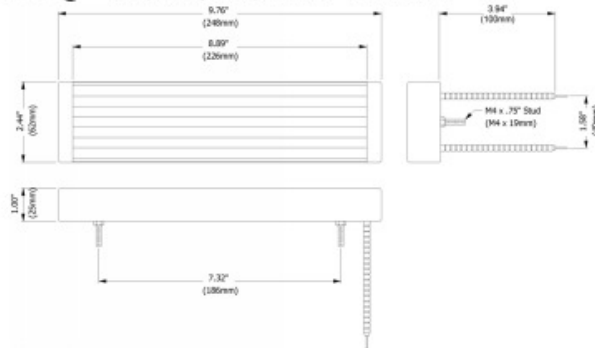 9.76"
(248mm)
8.89"
(226mm)
3.94"
(100mm)
2.44"
(62mm)
M4 x .75" Stud
(M4 x 19mm)
1.58"
1.00"
(25mm)
7.32"
(186mm)